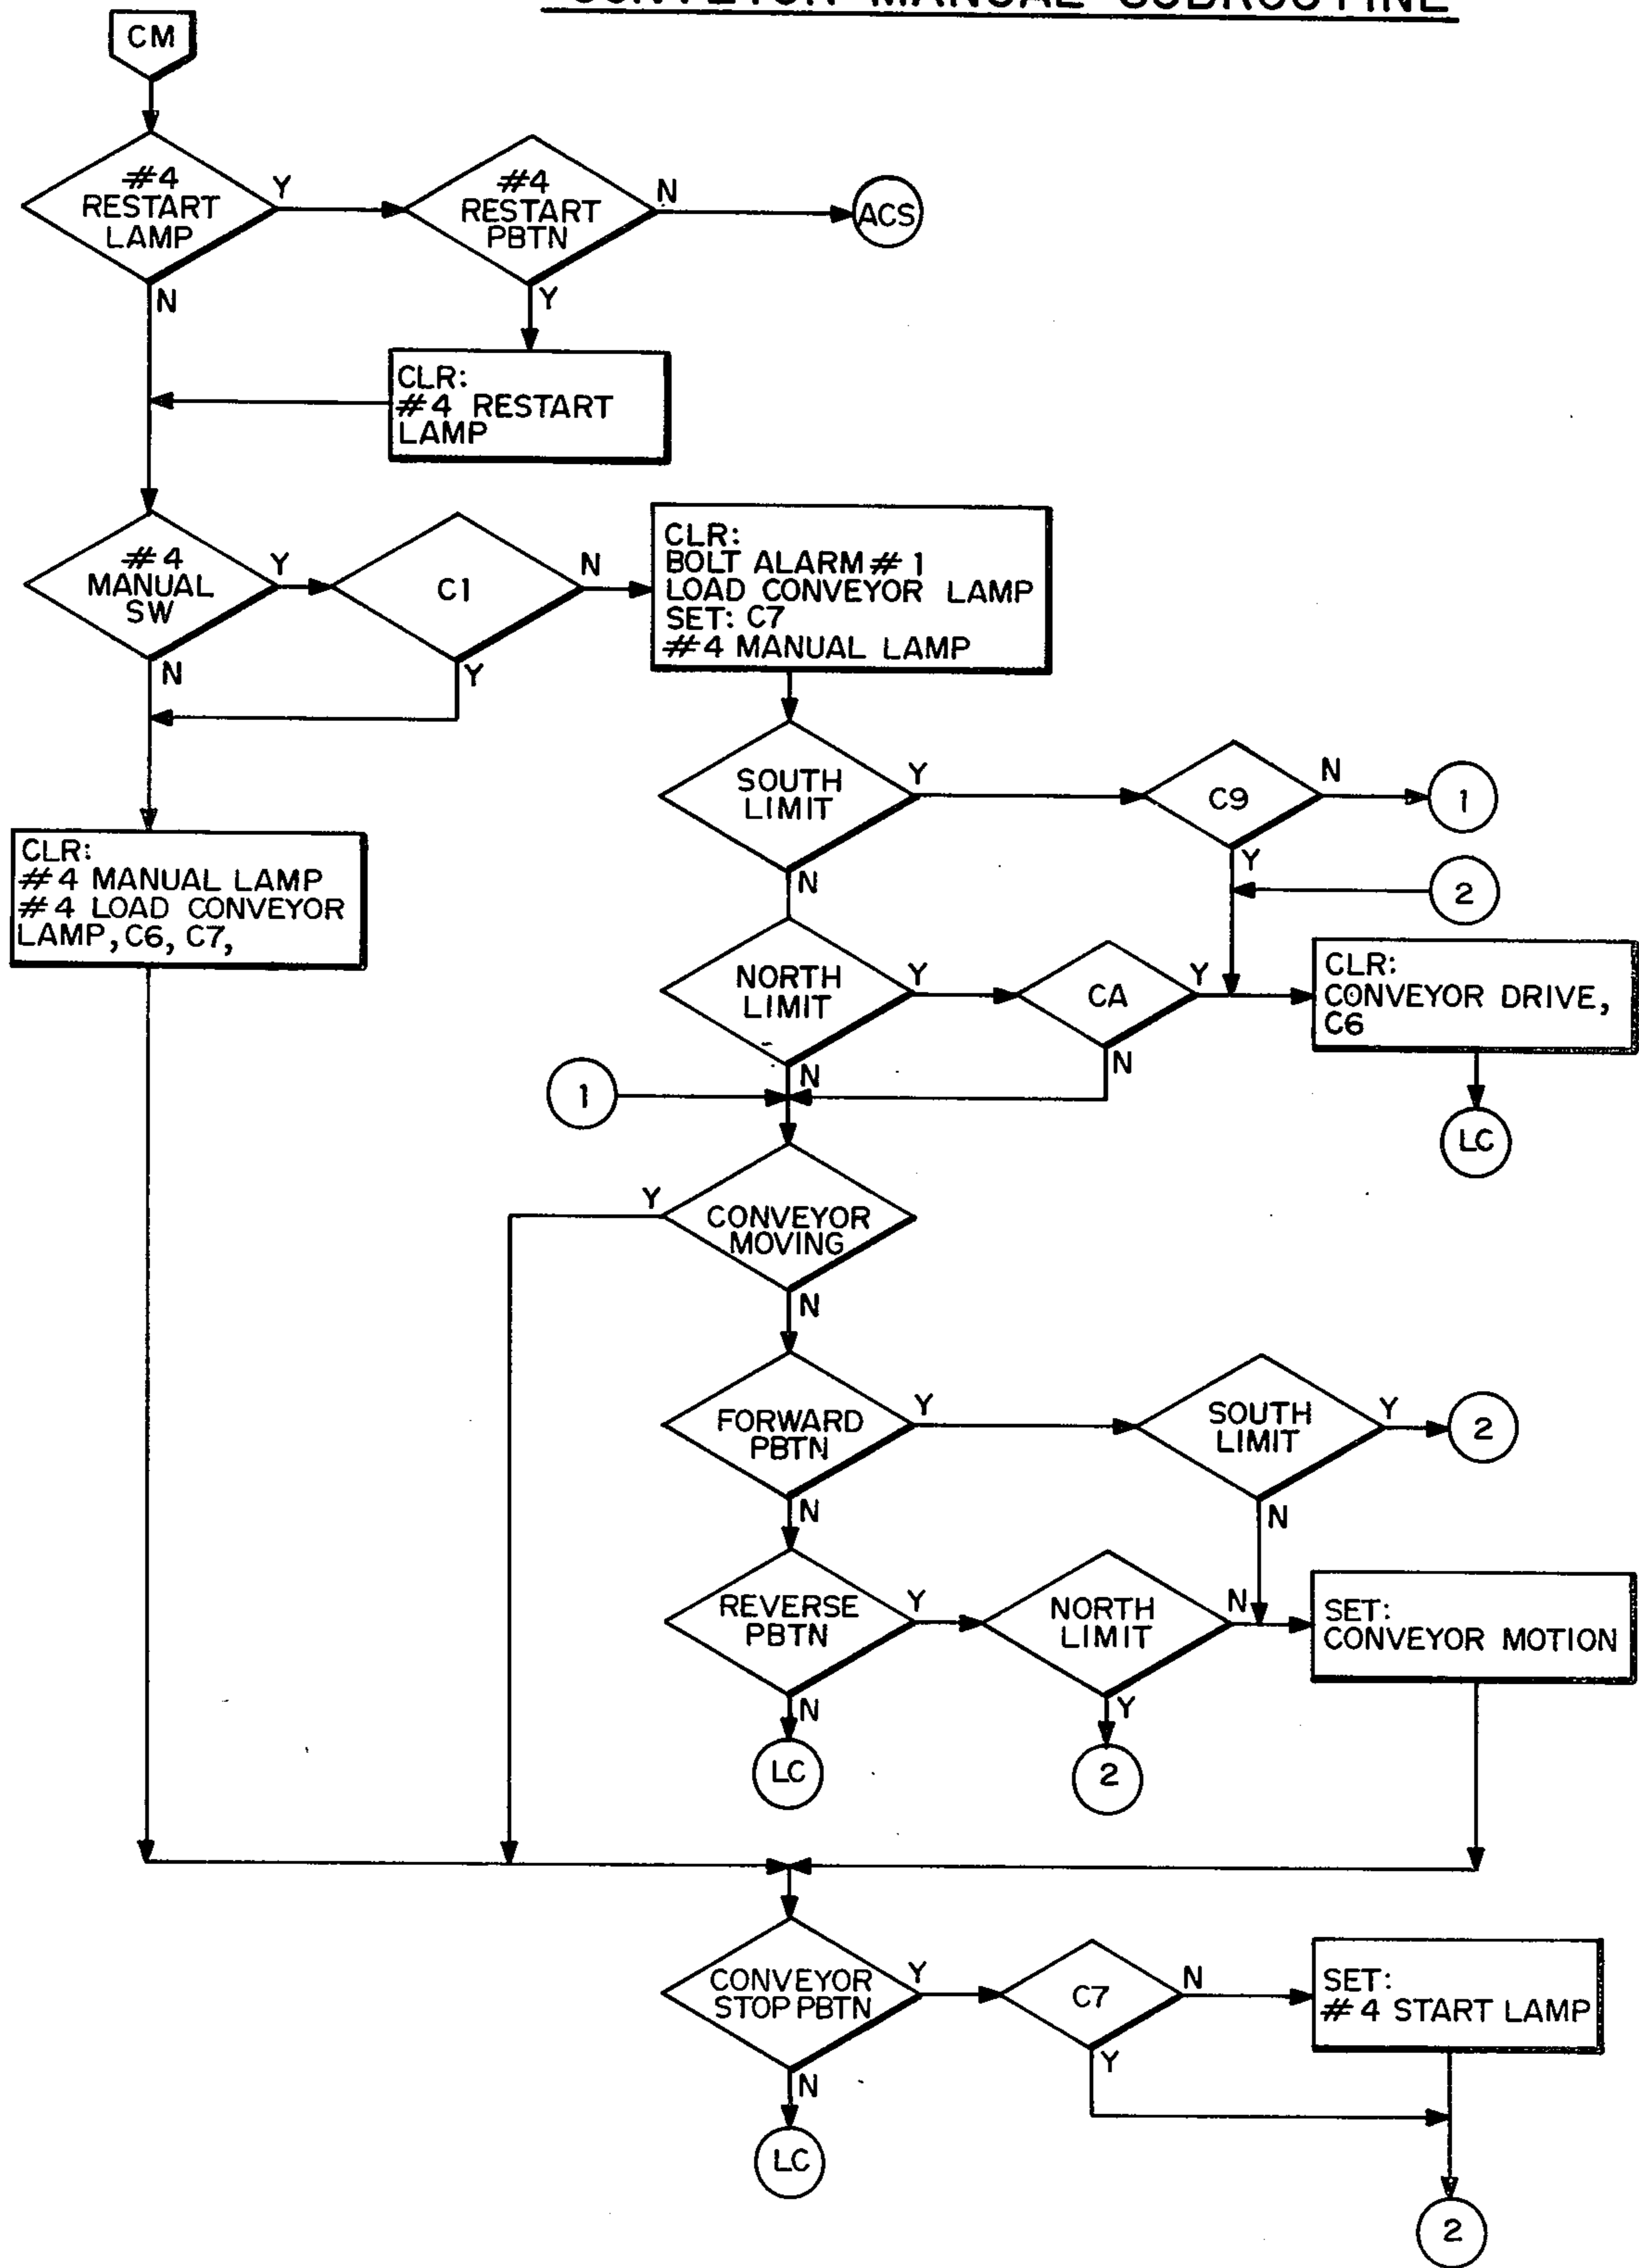 CONVEYOR MANUAL SUBROUTINE
CM
#4
RESTART
LAMP
Y
N
#4
RESTART
PBTN
N
Y
ACS
CLR:
#4 RESTART
LAMP
#4
MANUAL
SW
Y
N
C1
N
Y
CLR:
BOLT ALARM #1
LOAD CONVEYOR LAMP
SET: C7
#4 MANUAL LAMP
CLR:
#4 MANUAL LAMP
#4 LOAD CONVEYOR
LAMP, C6, C7,
SOUTH
LIMIT
Y
N
C9
N
Y
1
2
NORTH
LIMIT
Y
N
CA
Y
N
CLR:
CONVEYOR DRIVE,
C6
LC
1
CONVEYOR
MOVING
Y
N
FORWARD
PBTN
Y
N
SOUTH
LIMIT
Y
N
2
REVERSE
PBTN
Y
N
NORTH
LIMIT
N
Y
SET:
CONVEYOR MOTION
LC
2
CONVEYOR
STOP PBTN
Y
N
C7
N
Y
SET:
#4 START LAMP
LC
2